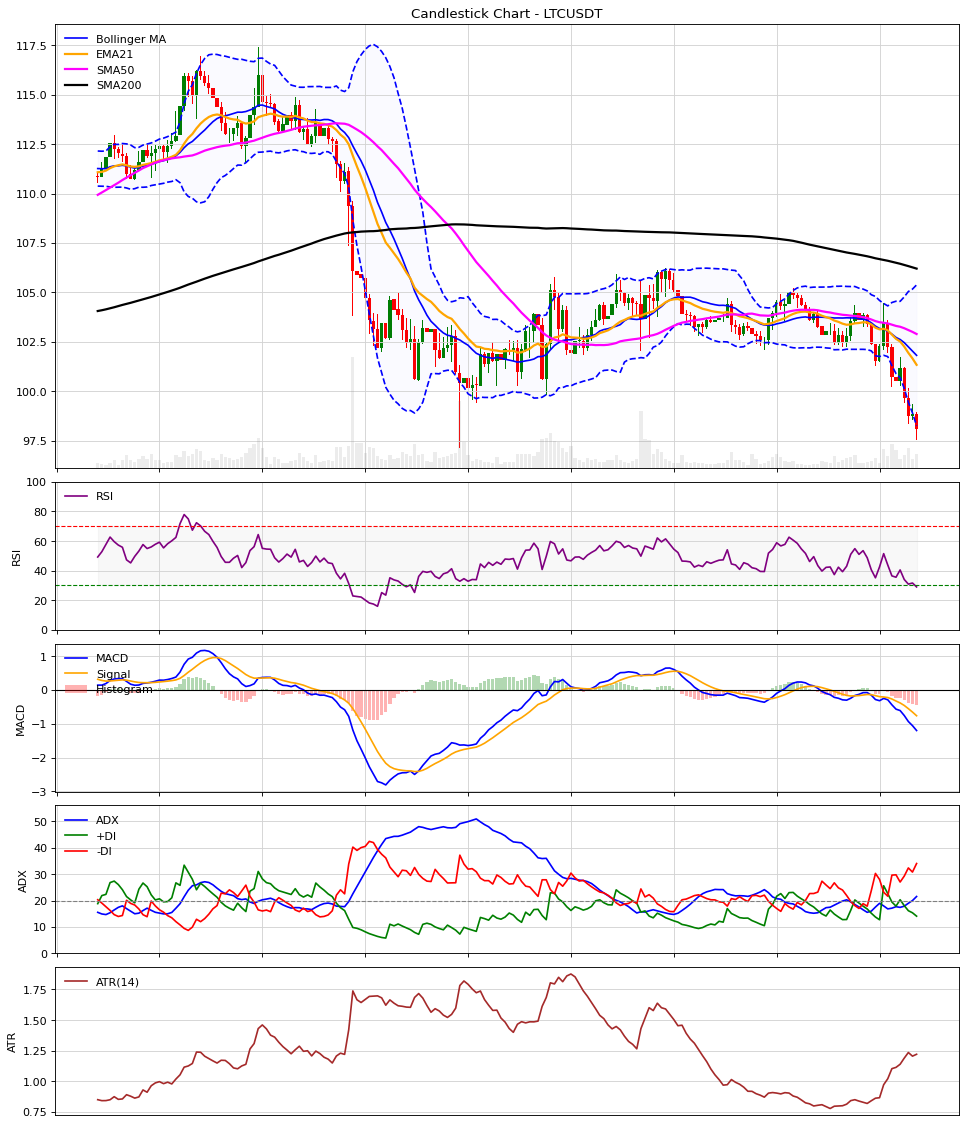 Candlestick Chart - LTCUSDT
Bollinger MA
EMA21
SMA50
SMA200
117.5
115.0
112.5
110.0
107.5
105.0
102.5
100.0
97.5
RSI
RSI
100
80
60
40
20
0
MACD
Signal
Histogram
MACD
1
0
−1
−2
−3
ADX
+DI
-DI
ADX
50
40
30
20
10
0
ATR(14)
ATR
1.75
1.50
1.25
1.00
0.75